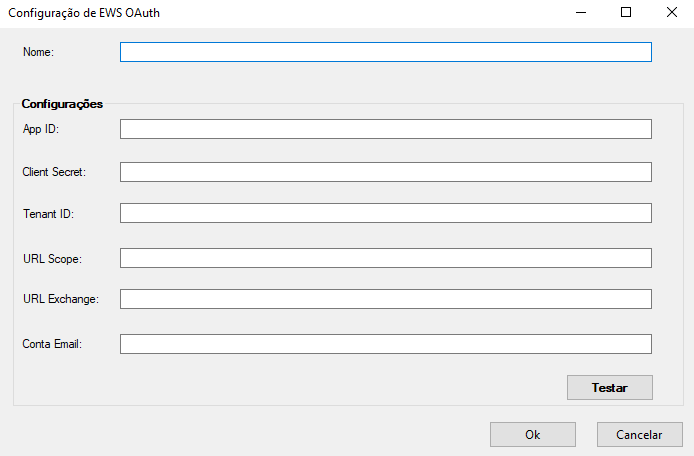 Configuração de EWS OAuth
Nome:
Configurações
App ID:
Client Secret:
Tenant ID:
URL Scope:
URL Exchange:
Conta Email:
Testar
Ok
Cancelar